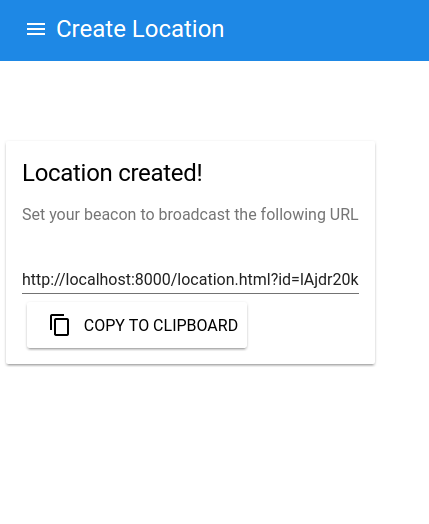 Create Location
Location created!
Set your beacon to broadcast the following URL
http://localhost:8000/location.html?id=lAjdr20k
COPY TO CLIPBOARD